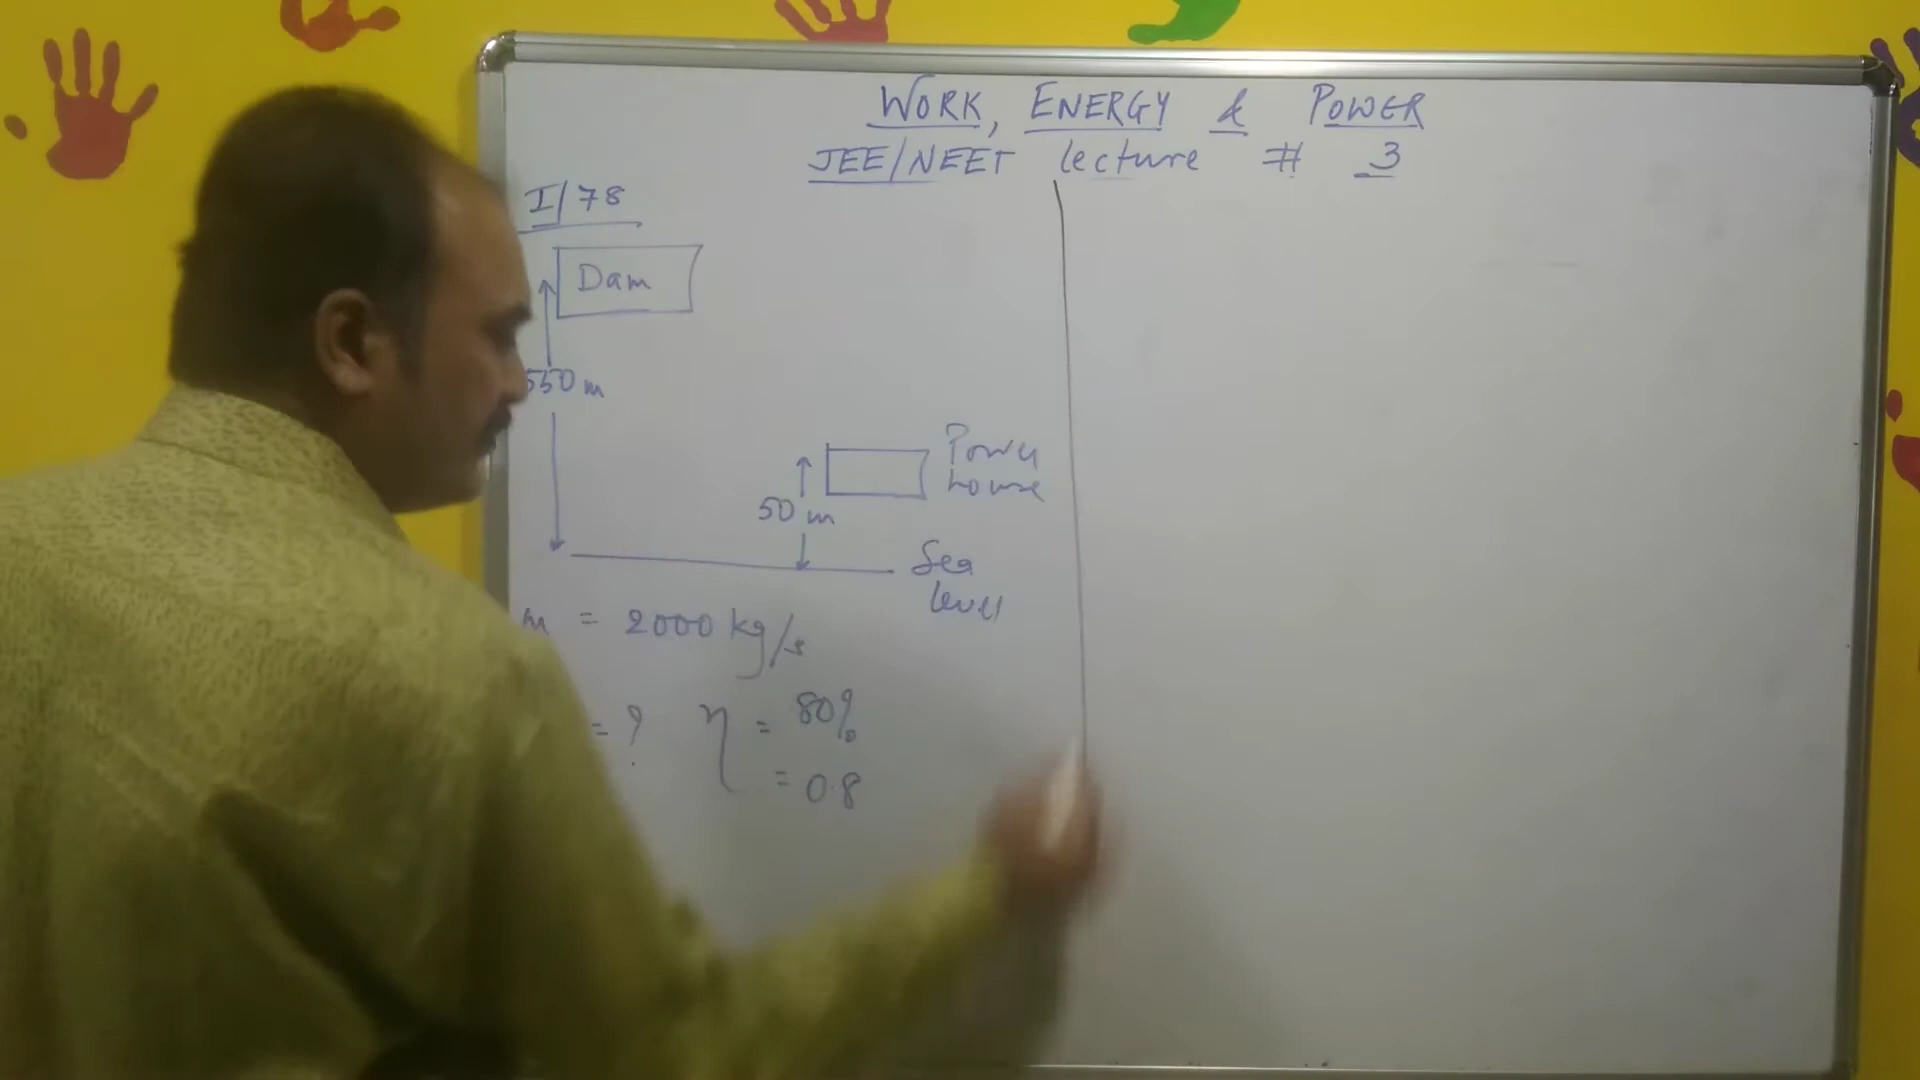 WORK, ENERGY & POWER
JEE/NEET lecture # 3
I/78
Dam
550 m
Power
house
50 m
Sea
level
m = 2000 kg/s
= ? η = 80%
= 0.8